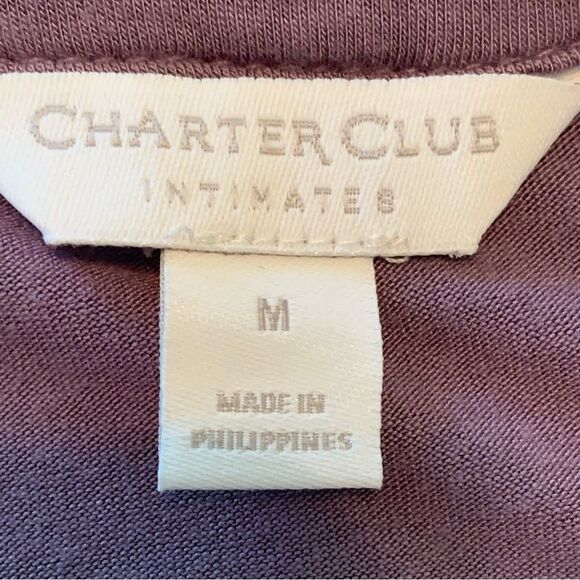 CHARTER CLUB
INTIMATES
M
MADE IN
PHILIPPINES